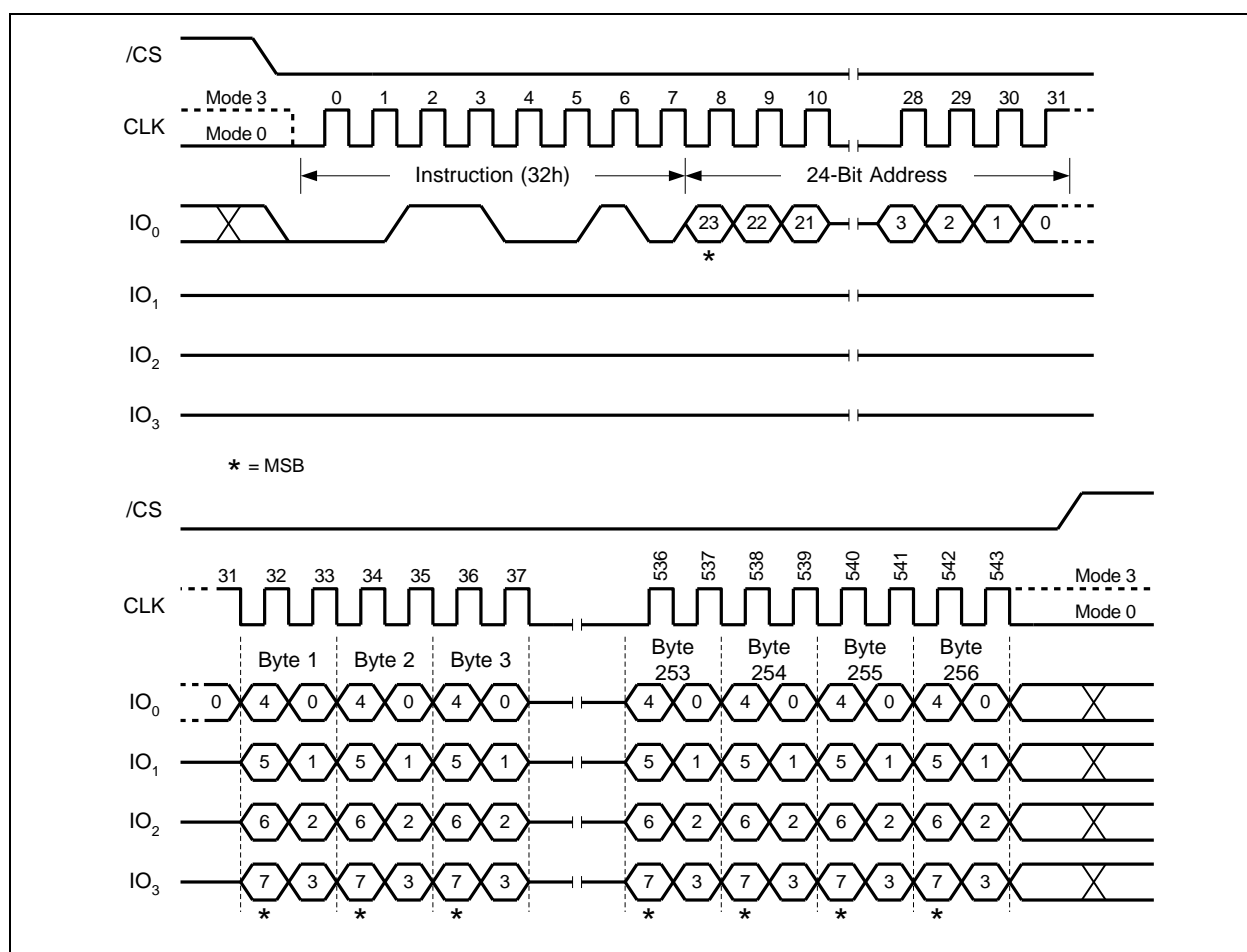 /CS
Mode 3 0 1 2 3 4 5 6 7 8 9 10 28 29 30 31
CLK Mode 0
Instruction (32h) 24-Bit Address
IO0 23 22 21 3 2 1 0
*
IO1
IO2
IO3
* = MSB
/CS
31 32 33 34 35 36 37 536 537 538 539 540 541 542 543 Mode 3
CLK Mode 0
Byte 1 Byte 2 Byte 3 Byte 253 Byte 254 Byte 255 Byte 256
IO0 0 4 0 4 0 4 0 4 0 4 0 4 0 4 0
IO1 5 1 5 1 5 1 5 1 5 1 5 1 5 1
IO2 6 2 6 2 6 2 6 2 6 2 6 2 6 2
IO3 7 3 7 3 7 3 7 3 7 3 7 3 7 3
* * * * * * *